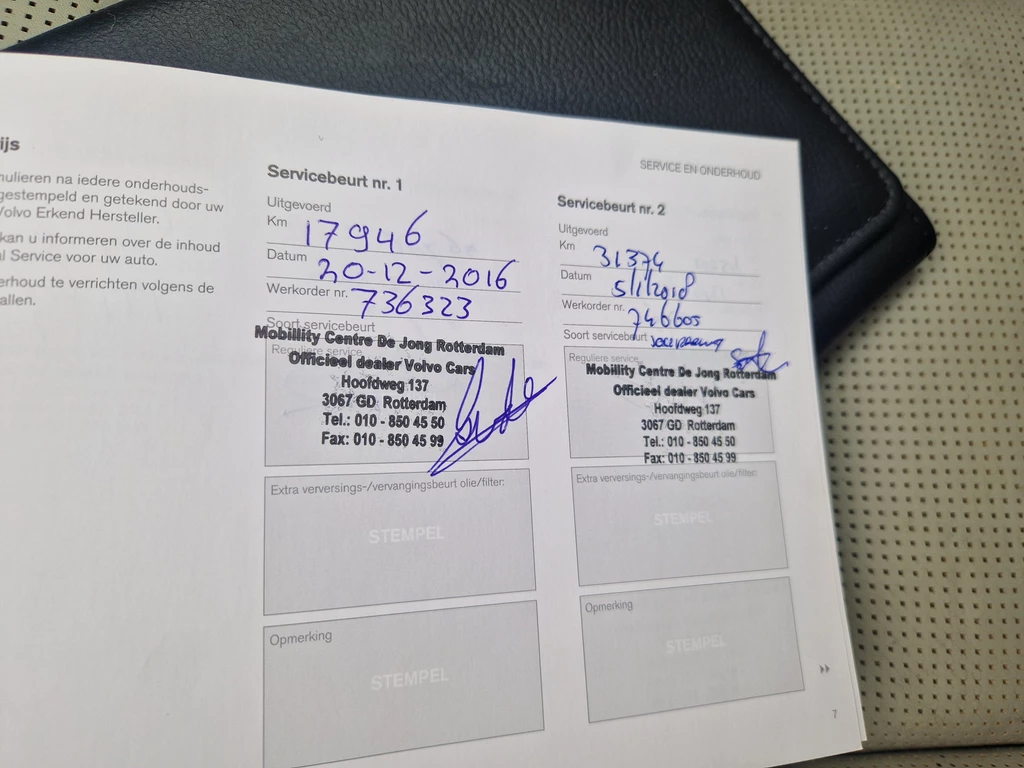 ijs
nuleren na iedere onderhouds-
gestempeld en getekend door uw
Volvo Erkend Hersteller.
kan u informeren over de inhoud
al Service voor uw auto.
erhoud te verrichten volgens de
allen.
Servicebeurt nr. 1
Uitgevoerd
Km 17946
Datum 20-12-2016
Werkorder nr. 736323
Soort servicebeurt
Reguliere service
Mobillity Centre De Jong Rotterdam
Officieel dealer Volvo Cars
Hoofdweg 137
3067 GD Rotterdam
Tel.: 010 - 850 45 50
Fax: 010 - 850 45 99
Extra verversings-/vervangingsbeurt olie/filter:
STEMPEL
Opmerking
STEMPEL
SERVICE EN ONDERHOUD
Servicebeurt nr. 2
Uitgevoerd
Km 31374
Datum 5/1/2018
Werkorder nr. 746605
Soort servicebeurt
Reguliere service
Mobillity Centre De Jong Rotterdam
Officieel dealer Volvo Cars
Hoofdweg 137
3067 GD Rotterdam
Tel.: 010 - 850 45 50
Fax: 010 - 850 45 99
Extra verversings-/vervangingsbeurt olie/filter:
STEMPEL
Opmerking
STEMPEL
7